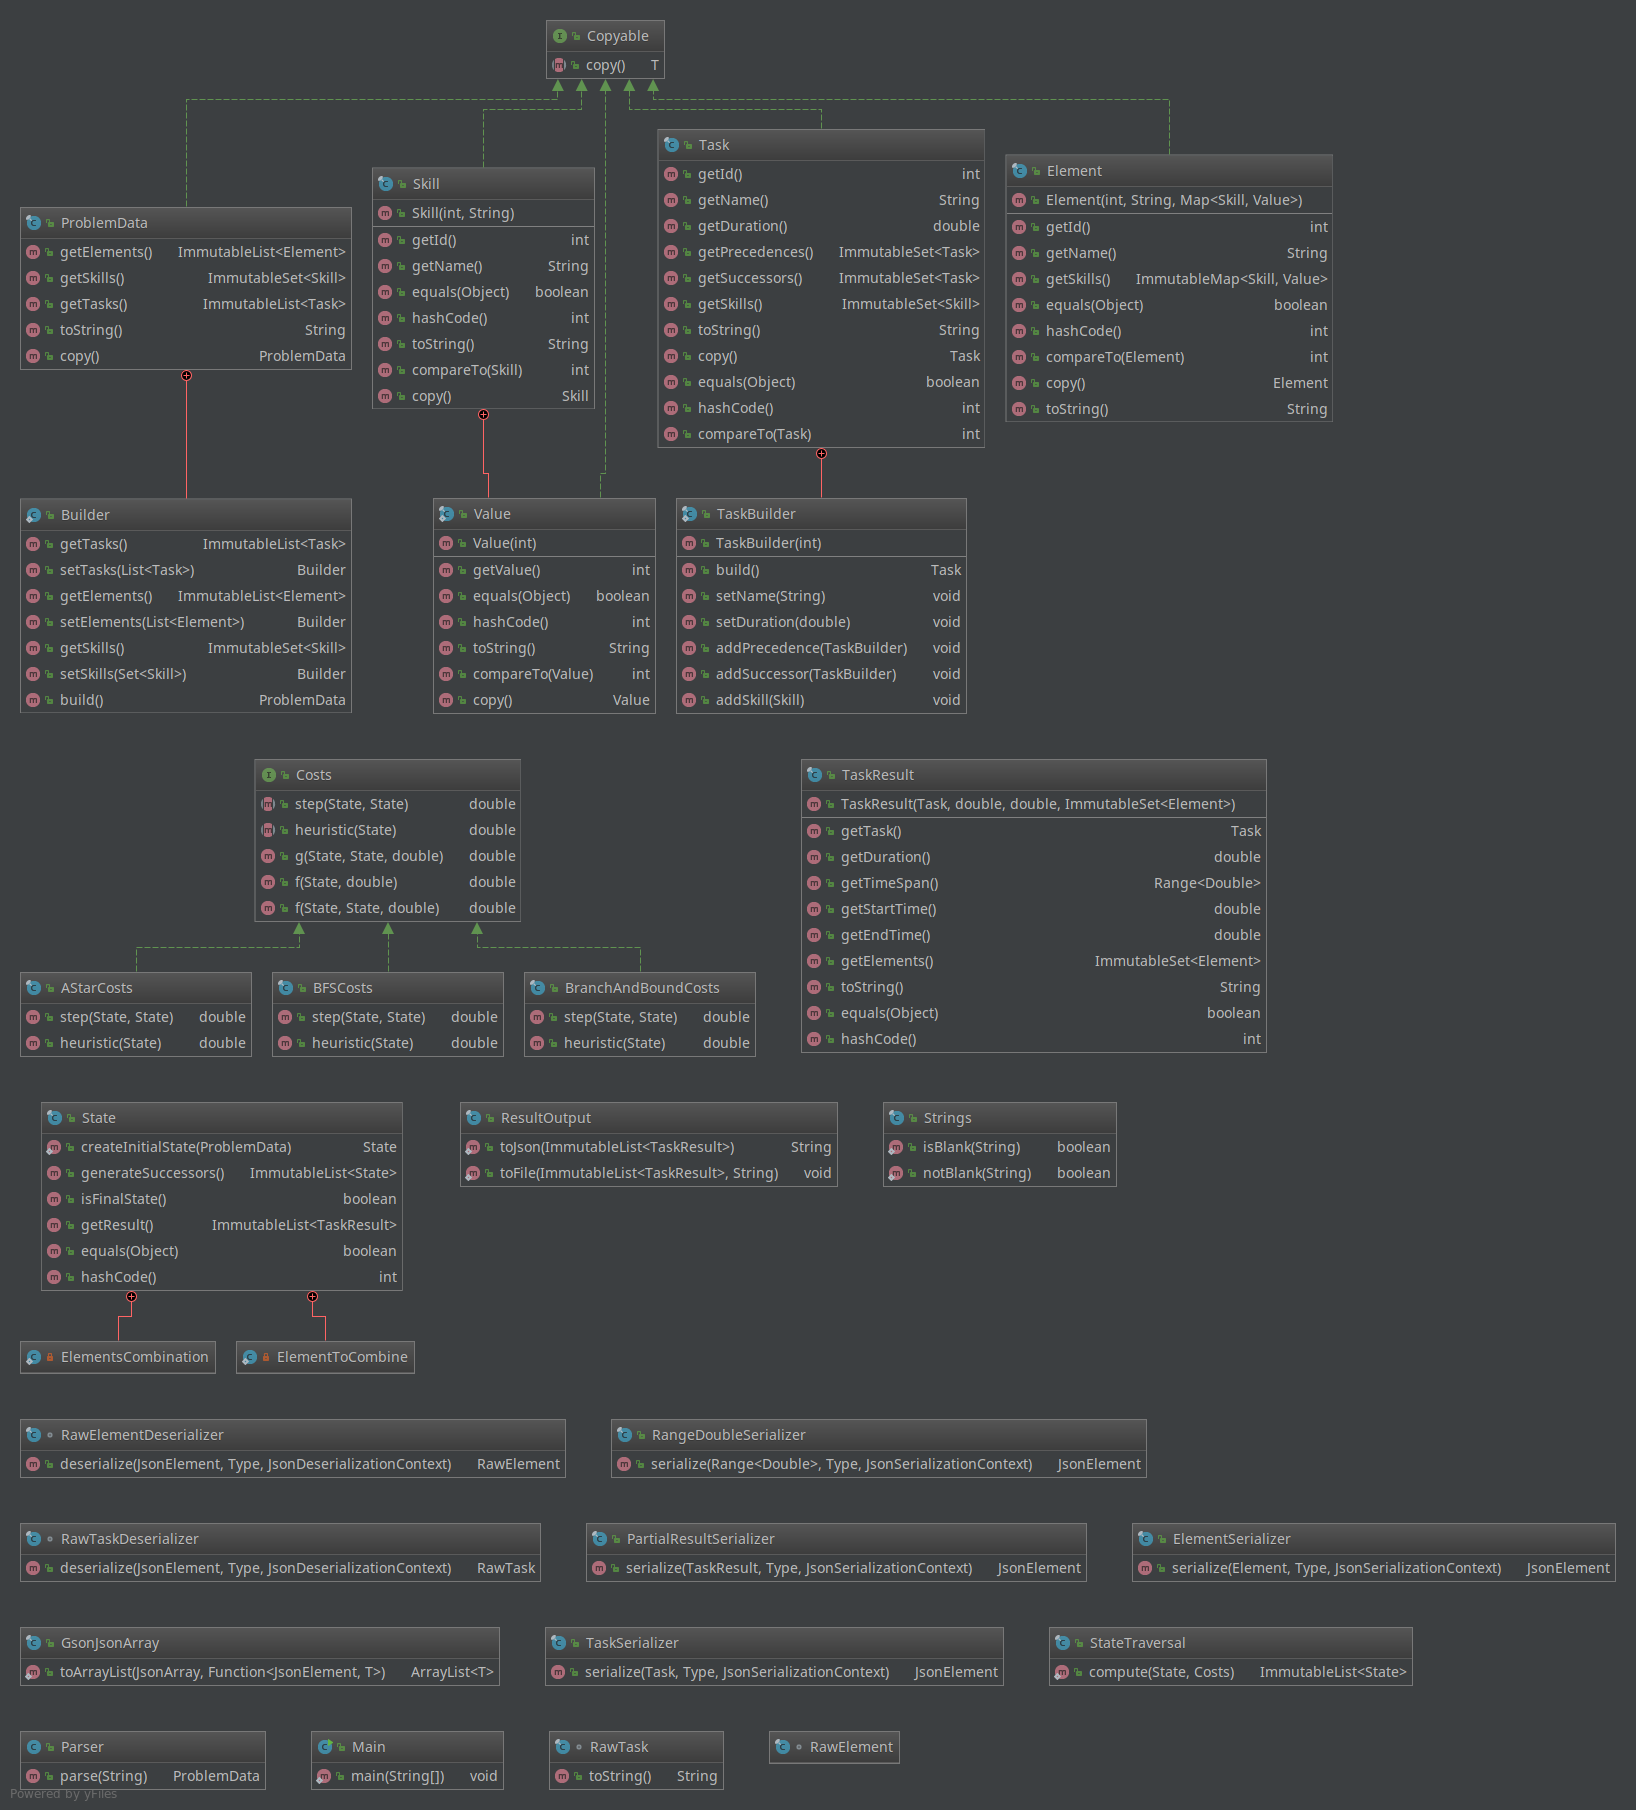 Copyable
copy() T
ProblemData
getElements() ImmutableList<Element>
getSkills() ImmutableSet<Skill>
getTasks() ImmutableList<Task>
toString() String
copy() ProblemData
Skill
Skill(int, String)
getId() int
getName() String
equals(Object) boolean
hashCode() int
toString() String
compareTo(Skill) int
copy() Skill
Task
getId() int
getName() String
getDuration() double
getPrecedences() ImmutableSet<Task>
getSuccessors() ImmutableSet<Task>
getSkills() ImmutableSet<Skill>
toString() String
copy() Task
equals(Object) boolean
hashCode() int
compareTo(Task) int
Element
Element(int, String, Map<Skill, Value>)
getId() int
getName() String
getSkills() ImmutableMap<Skill, Value>
equals(Object) boolean
hashCode() int
compareTo(Element) int
copy() Element
toString() String
Builder
getTasks() ImmutableList<Task>
setTasks(List<Task>) Builder
getElements() ImmutableList<Element>
setElements(List<Element>) Builder
getSkills() ImmutableSet<Skill>
setSkills(Set<Skill>) Builder
build() ProblemData
Value
Value(int)
getValue() int
equals(Object) boolean
hashCode() int
toString() String
compareTo(Value) int
copy() Value
TaskBuilder
TaskBuilder(int)
build() Task
setName(String) void
setDuration(double) void
addPrecedence(TaskBuilder) void
addSuccessor(TaskBuilder) void
addSkill(Skill) void
Costs
step(State, State) double
heuristic(State) double
g(State, State, double) double
f(State, double) double
f(State, State, double) double
TaskResult
TaskResult(Task, double, double, ImmutableSet<Element>)
getTask() Task
getDuration() double
getTimeSpan() Range<Double>
getStartTime() double
getEndTime() double
getElements() ImmutableSet<Element>
toString() String
equals(Object) boolean
hashCode() int
AStarCosts
step(State, State) double
heuristic(State) double
BFSCosts
step(State, State) double
heuristic(State) double
BranchAndBoundCosts
step(State, State) double
heuristic(State) double
State
createInitialState(ProblemData) State
generateSuccessors() ImmutableList<State>
isFinalState() boolean
getResult() ImmutableList<TaskResult>
equals(Object) boolean
hashCode() int
ResultOutput
toJson(ImmutableList<TaskResult>) String
toFile(ImmutableList<TaskResult>, String) void
Strings
isBlank(String) boolean
notBlank(String) boolean
ElementsCombination
ElementToCombine
RawElementDeserializer
deserialize(JsonElement, Type, JsonDeserializationContext) RawElement
RangeDoubleSerializer
serialize(Range<Double>, Type, JsonSerializationContext) JsonElement
RawTaskDeserializer
deserialize(JsonElement, Type, JsonDeserializationContext) RawTask
PartialResultSerializer
serialize(TaskResult, Type, JsonSerializationContext) JsonElement
ElementSerializer
serialize(Element, Type, JsonSerializationContext) JsonElement
GsonJsonArray
toArrayList(JsonArray, Function<JsonElement, T>) ArrayList<T>
TaskSerializer
serialize(Task, Type, JsonSerializationContext) JsonElement
StateTraversal
compute(State, Costs) ImmutableList<State>
Parser
parse(String) ProblemData
Main
main(String[]) void
RawTask
toString() String
RawElement
Powered by yFiles